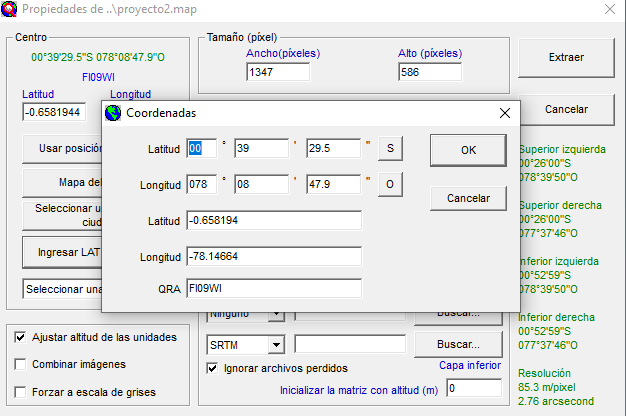 Propiedades de ..\proyecto2.map
Centro
00°39'29.5"S 078°08'47.9"O
FI09WI
Latitud
Longitud
-0.6581944
Tamaño (píxel)
Ancho(píxeles)
Alto (píxeles)
1347
586
Extraer
Cancelar
Usar posición
Mapa del
Seleccionar
ciud
Ingresar LAT
Seleccionar una
Coordenadas
Latitud 00 ° 39 ' 29.5 " S
Longitud 078 ° 08 ' 47.9 " O
Latitud -0.658194
Longitud -78.14664
QRA FI09WI
OK
Cancelar
Superior izquierda
00°26'00"S
078°39'50"O
Superior derecha
00°26'00"S
077°37'46"O
Inferior izquierda
00°52'59"S
078°39'50"O
Inferior derecha
00°52'59"S
077°37'46"O
Resolución
85.3 m/pixel
2.76 arcsecond
Ajustar altitud de las unidades
Combinar imágenes
Forzar a escala de grises
Ninguno
Buscar...
SRTM
Buscar...
Ignorar archivos perdidos
Capa inferior
Inicializar la matriz con altitud (m) 0